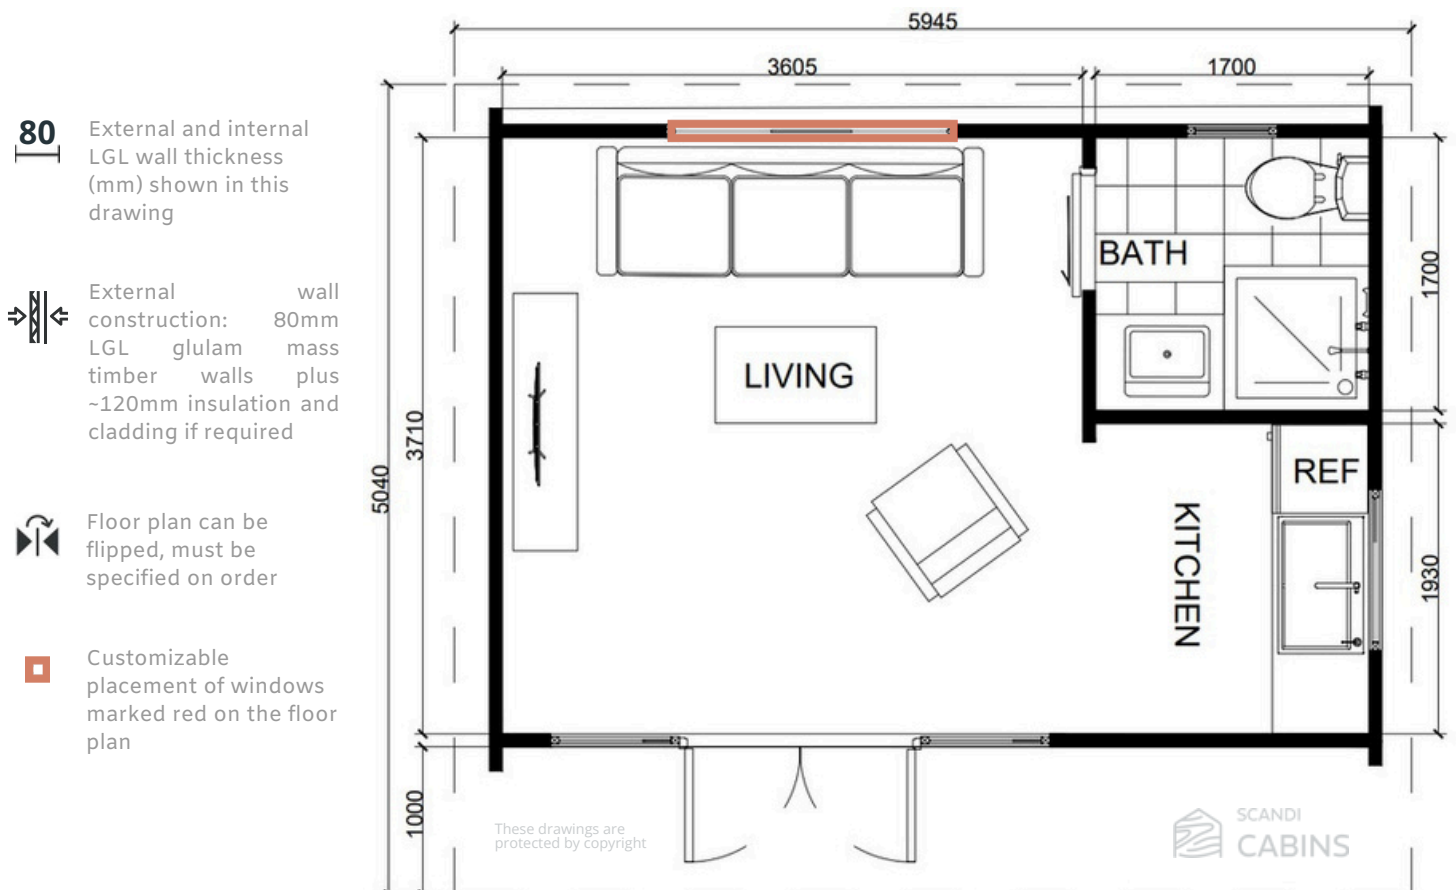 80
External and internal
LGL wall thickness
(mm) shown in this
drawing
External wall
construction: 80mm
LGL glulam mass
timber walls plus
~120mm insulation and
cladding if required
Floor plan can be
flipped, must be
specified on order
Customizable
placement of windows
marked red on the floor
plan
5945
3605
1700
BATH
1700
LIVING
3710
5040
REF
KITCHEN
1930
1000
These drawings are
protected by copyright
SCANDI
CABINS